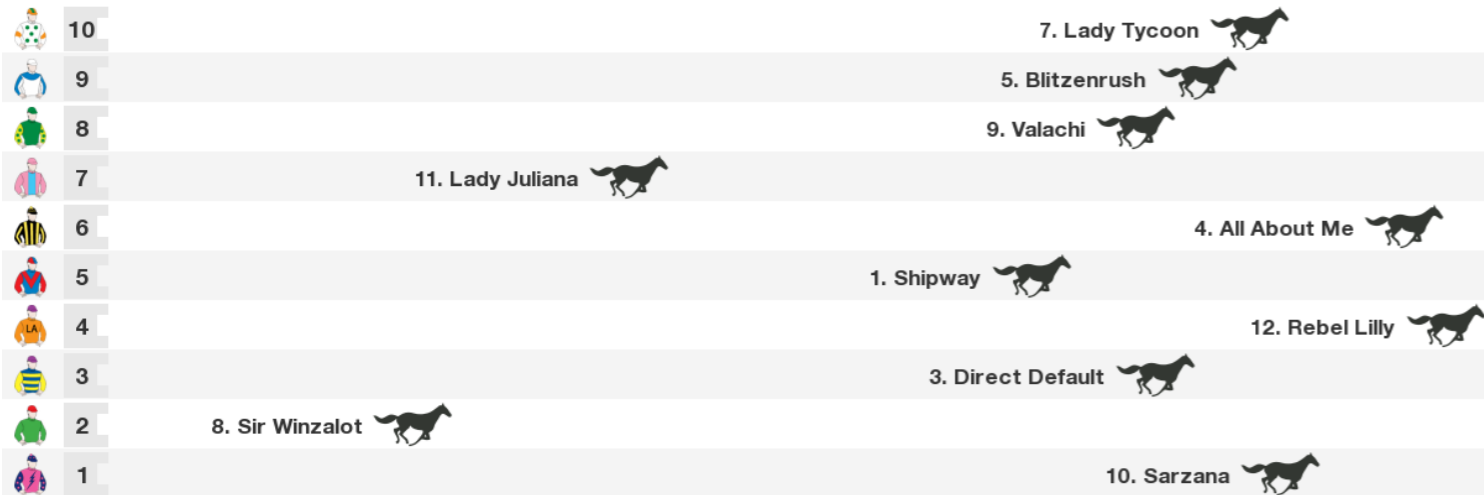 10 7. Lady Tycoon
9 5. Blitzenrush
8 9. Valachi
7 11. Lady Juliana
6 4. All About Me
5 1. Shipway
LA 4 12. Rebel Lilly
3 3. Direct Default
2 8. Sir Winzalot
1 10. Sarzana